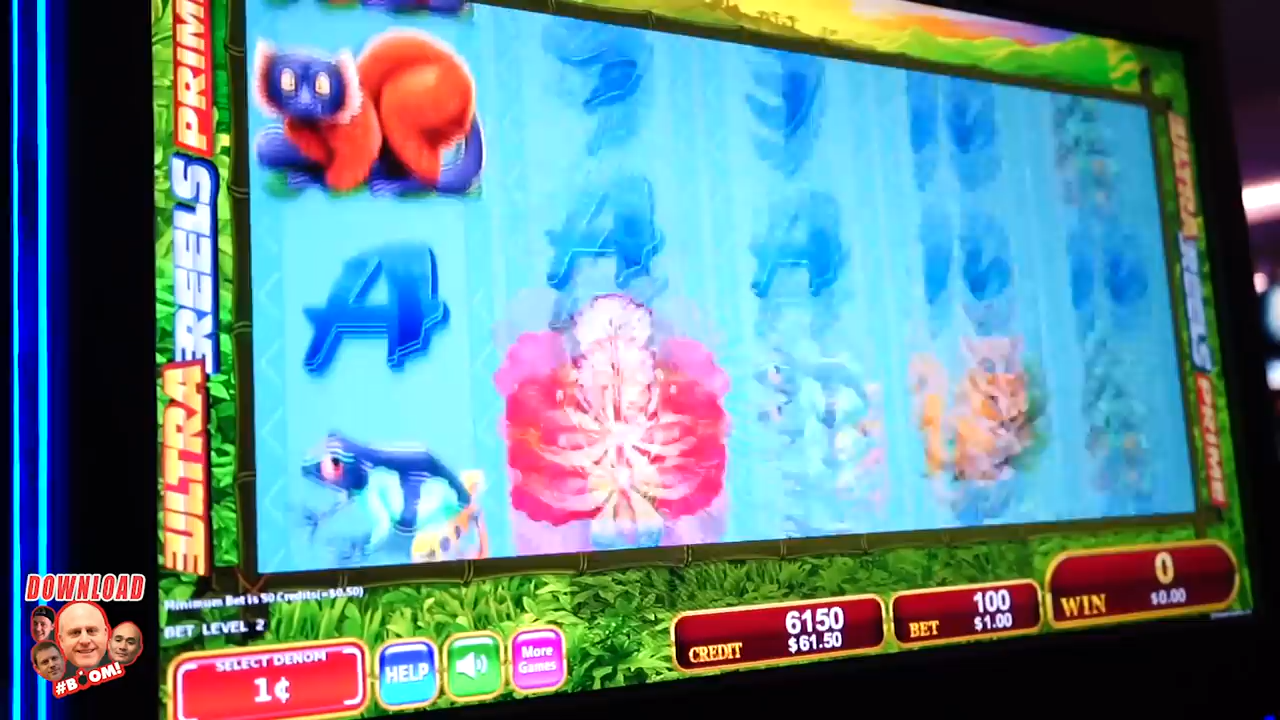 ULTRA REELS PRIME
ULTRA REELS PRIME
A
A
A
Minimum Bet is 50 Credits(=$0.50)
BET LEVEL 2
SELECT DENOM
1¢
HELP
More
Games
CREDIT
6150
$61.50
BET
100
$1.00
WIN
0
$0.00
DOWNLOAD
#BOOM!